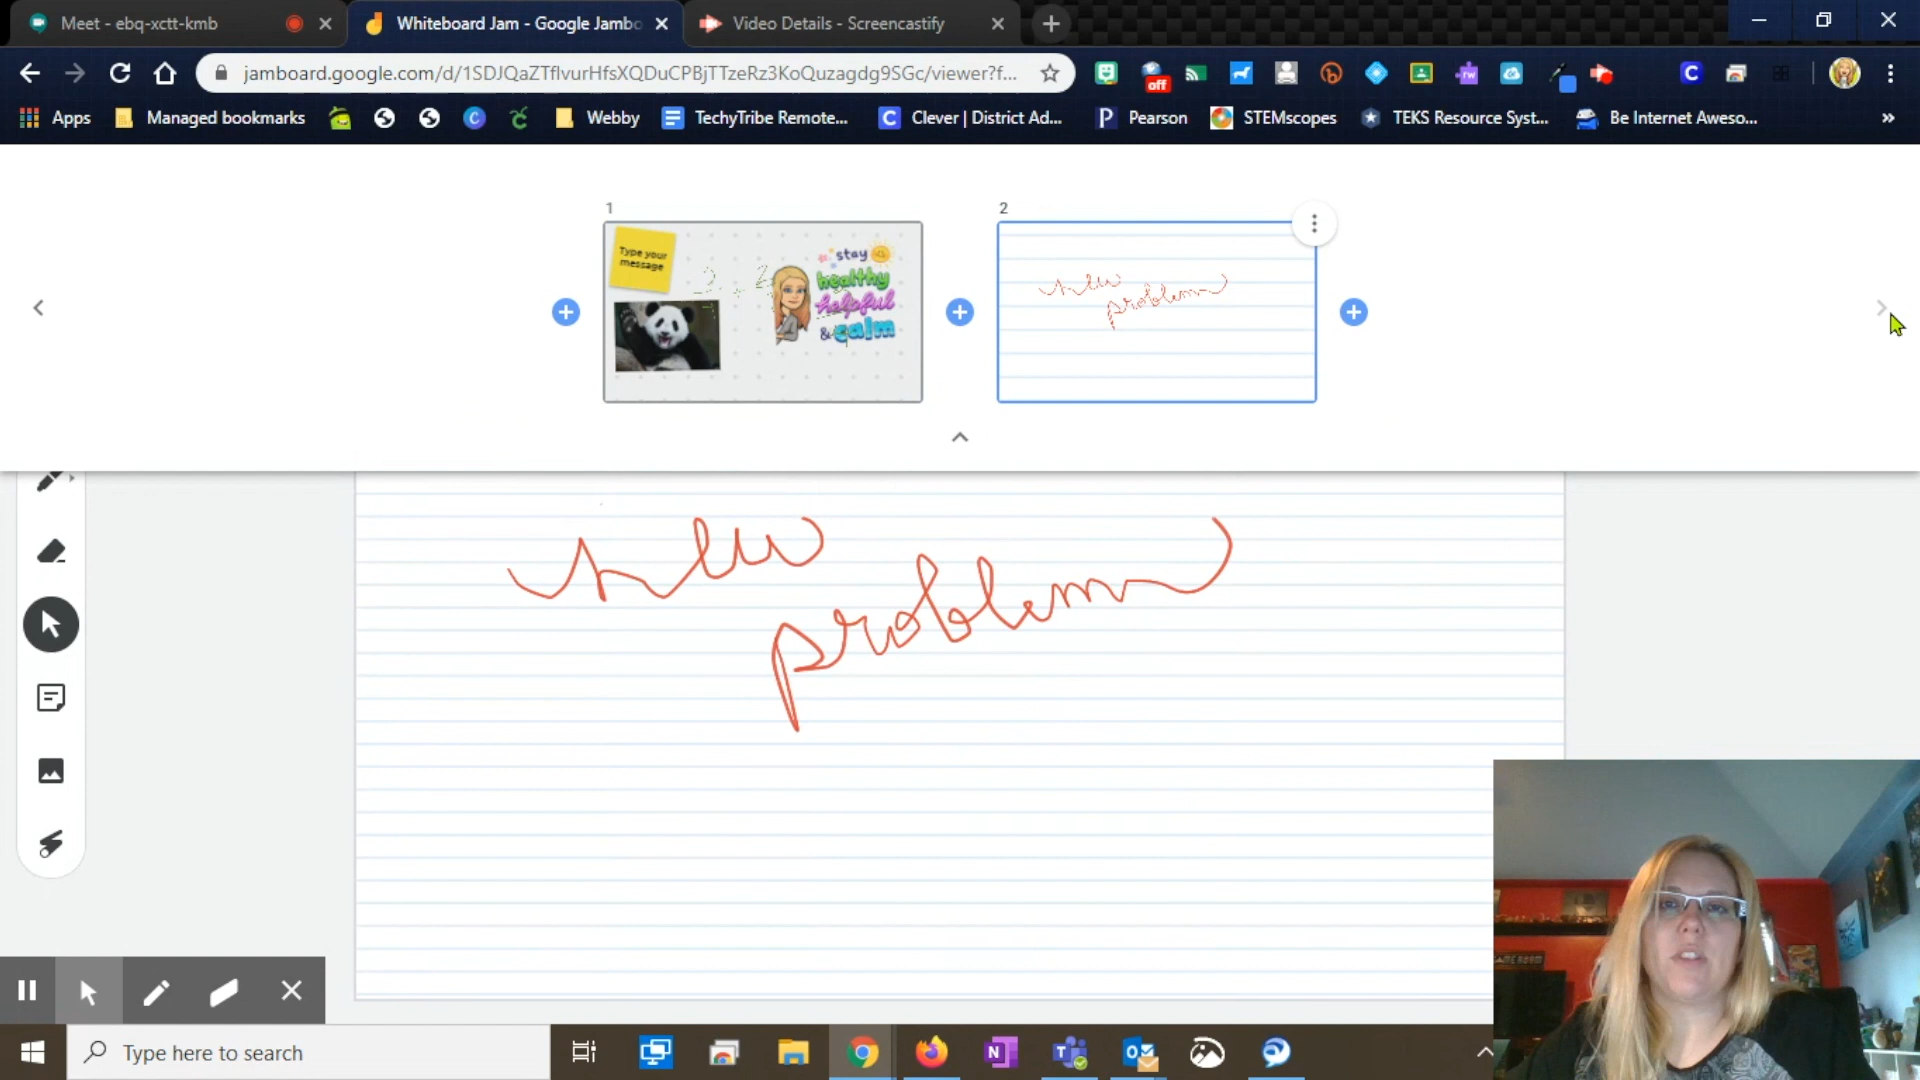 Meet - ebq-xctt-kmb
Whiteboard Jam - Google Jambo
Video Details - Screencastify
jamboard.google.com/d/1SDJQaZTflvurHfsXQDuCPBjTTzeRz3KoQuzagdg9SGc/viewer?f...
off
Apps
Managed bookmarks
Webby
TechyTribe Remote...
Clever | District Ad...
Pearson
STEMscopes
TEKS Resource Syst...
Be Internet Aweso...
1
2
Type your
message
stay
healthy
helpful
& calm
new
problem
new
problem
Type here to search